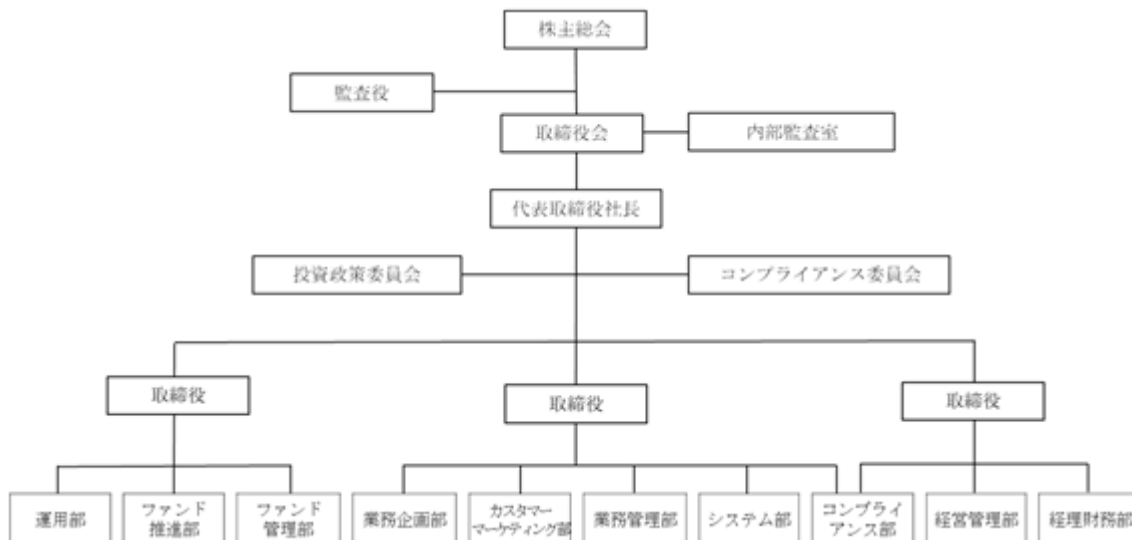 株主総会
監査役
取締役会
内部監査室
代表取締役社長
投資政策委員会
コンプライアンス委員会
取締役
取締役
取締役
運用部
ファンド
推進部
ファンド
管理部
業務企画部
カスタマー
マーケティング部
業務管理部
システム部
コンプライ
アンス部
経営管理部
経理財務部